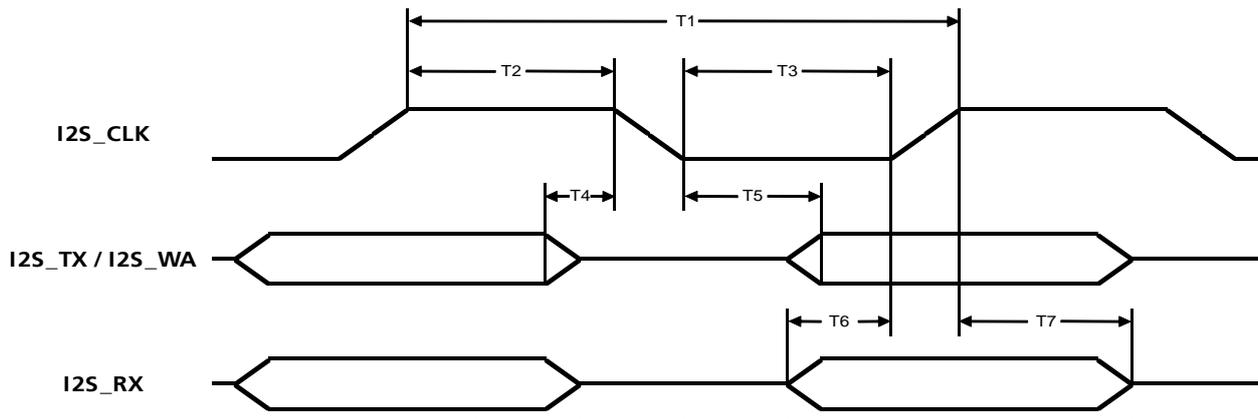 T1
T2
T3
I2S_CLK
T4
T5
I2S_TX / I2S_WA
T6
T7
I2S_RX